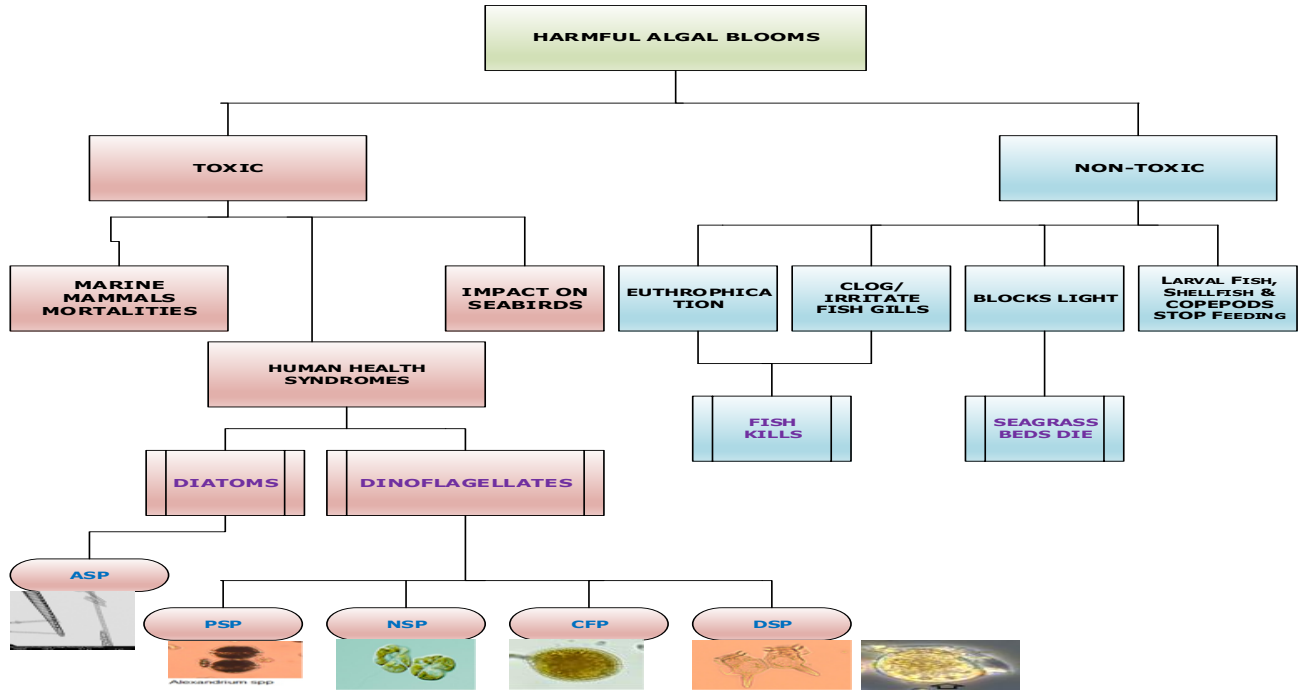 HARMFUL ALGAL BLOOMS
TOXIC
NON-TOXIC
MARINE
MAMMALS
MORTALITIES
IMPACT ON
SEABIRDS
EUTHROPHICA
TION
CLOG/
IRRITATE
FISH GILLS
BLOCKS LIGHT
LARVAL FISH,
SHELLFISH &
COPEPODS
STOP FEEDING
HUMAN HEALTH
SYNDROMES
FISH
KILLS
SEAGRASS
BEDS DIE
DIATOMS
DINOFLAGELLATES
ASP
PSP
NSP
CFP
DSP
Alexandrium spp